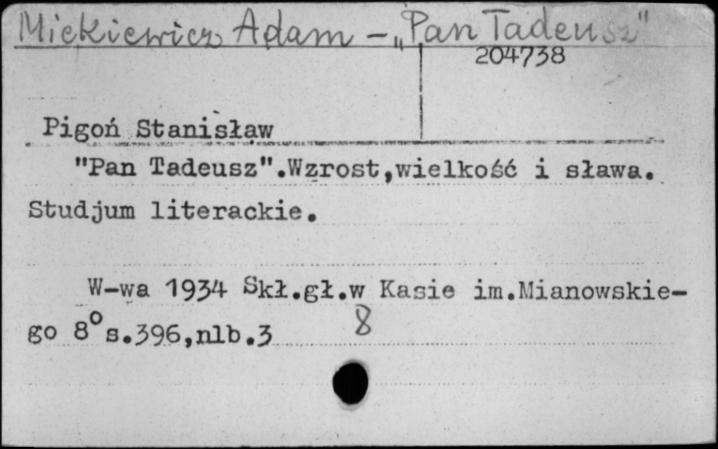 Mickiewicz Adam – „Pan Tadeusz"
204738
Pigoń Stanisław
"Pan Tadeusz".Wzrost,wielkość i sława.
Studjum literackie.
W-wa 1934 Skł.gł.w Kasie im.Mianowskie-
go 8° s.396,nlb.3
8